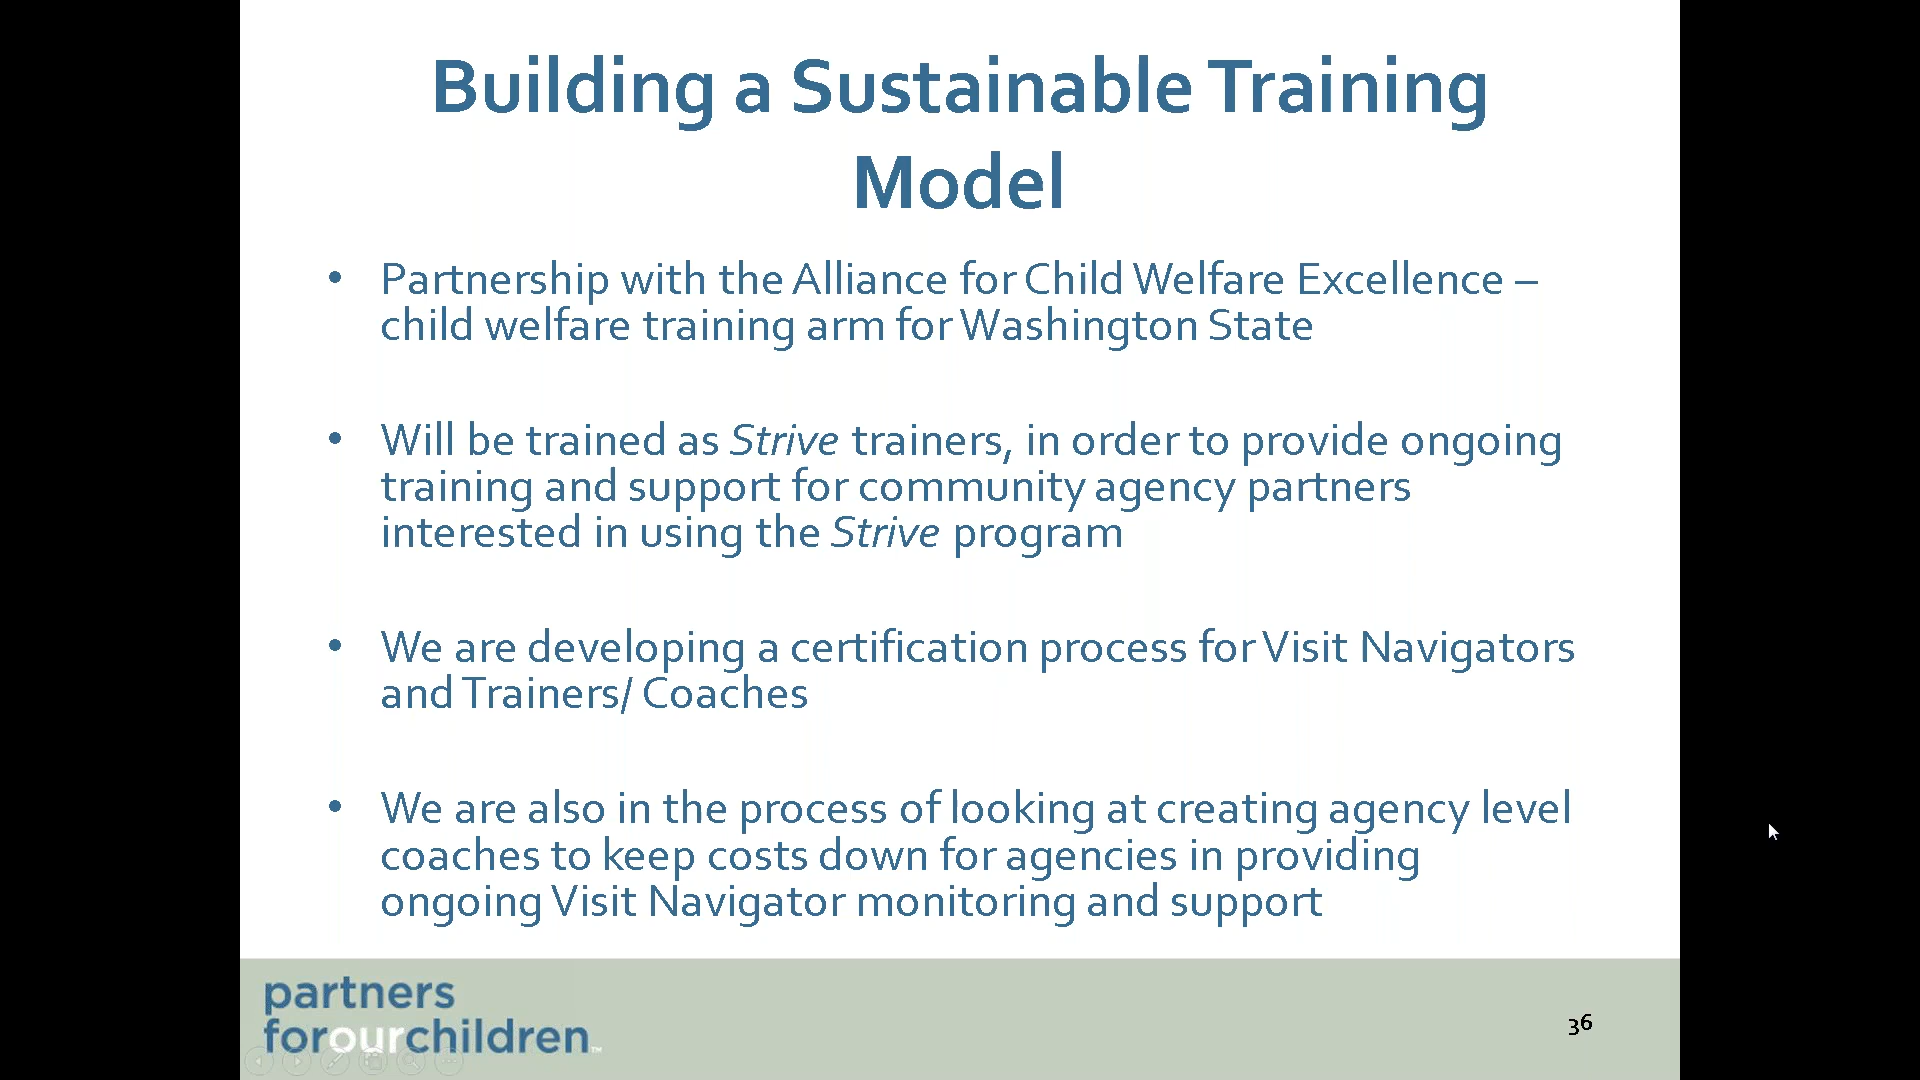 Building a Sustainable Training
Model
• Partnership with the Alliance for Child Welfare Excellence –
child welfare training arm for Washington State
• Will be trained as Strive trainers, in order to provide ongoing
training and support for community agency partners
interested in using the Strive program
• We are developing a certification process for Visit Navigators
and Trainers/ Coaches
• We are also in the process of looking at creating agency level
coaches to keep costs down for agencies in providing
ongoing Visit Navigator monitoring and support
partners
forourchildren™
36